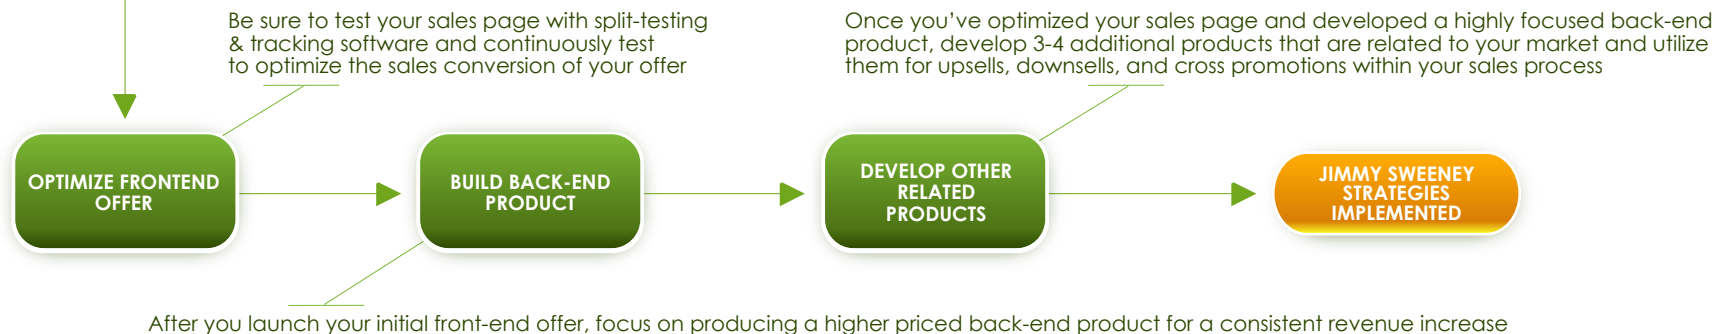 Be sure to test your sales page with split-testing
& tracking software and continuously test
to optimize the sales conversion of your offer
Once you've optimized your sales page and developed a highly focused back-end
product, develop 3-4 additional products that are related to your market and utilize
them for upsells, downsells, and cross promotions within your sales process
OPTIMIZE FRONTEND
OFFER
BUILD BACK-END
PRODUCT
DEVELOP OTHER
RELATED
PRODUCTS
JIMMY SWEENEY
STRATEGIES
IMPLEMENTED
After you launch your initial front-end offer, focus on producing a higher priced back-end product for a consistent revenue increase